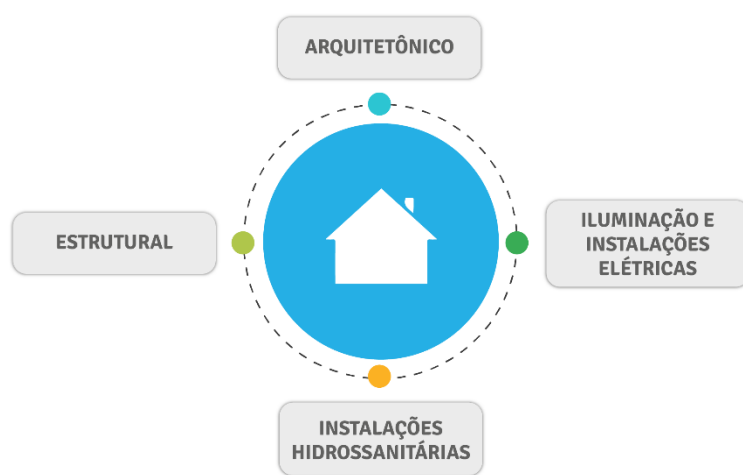 ARQUITETÔNICO
ESTRUTURAL
ILUMINAÇÃO E
INSTALAÇÕES
ELÉTRICAS
INSTALAÇÕES
HIDROSSANITÁRIAS